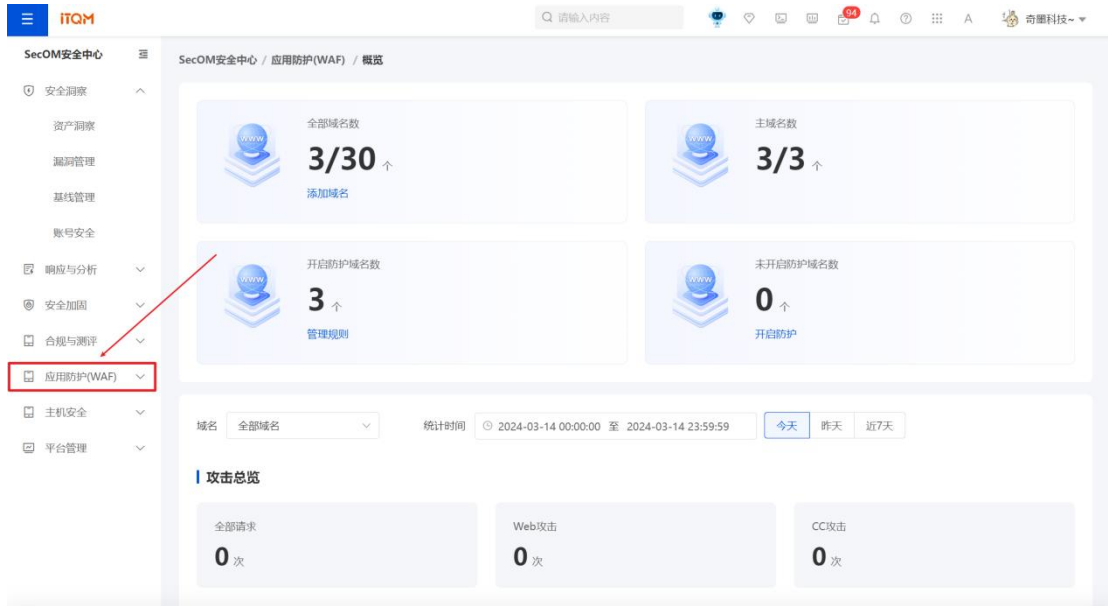 iTQM
请输入内容
94
A
奇墨科技~
SecOM安全中心
安全洞察
资产洞察
漏洞管理
基线管理
账号安全
响应与分析
安全加固
合规与测评
应用防护(WAF)
主机安全
平台管理
SecOM安全中心 / 应用防护(WAF) / 概览
全部域名数
3/30 个
添加域名
主域名数
3/3 个
开启防护域名数
3 个
管理规则
未开启防护域名数
0 个
开启防护
域名 全部域名 统计时间 2024-03-14 00:00:00 至 2024-03-14 23:59:59 今天 昨天 近7天
攻击总览
全部请求
0 次
Web攻击
0 次
CC攻击
0 次
WWW
WWW
WWW
WWW